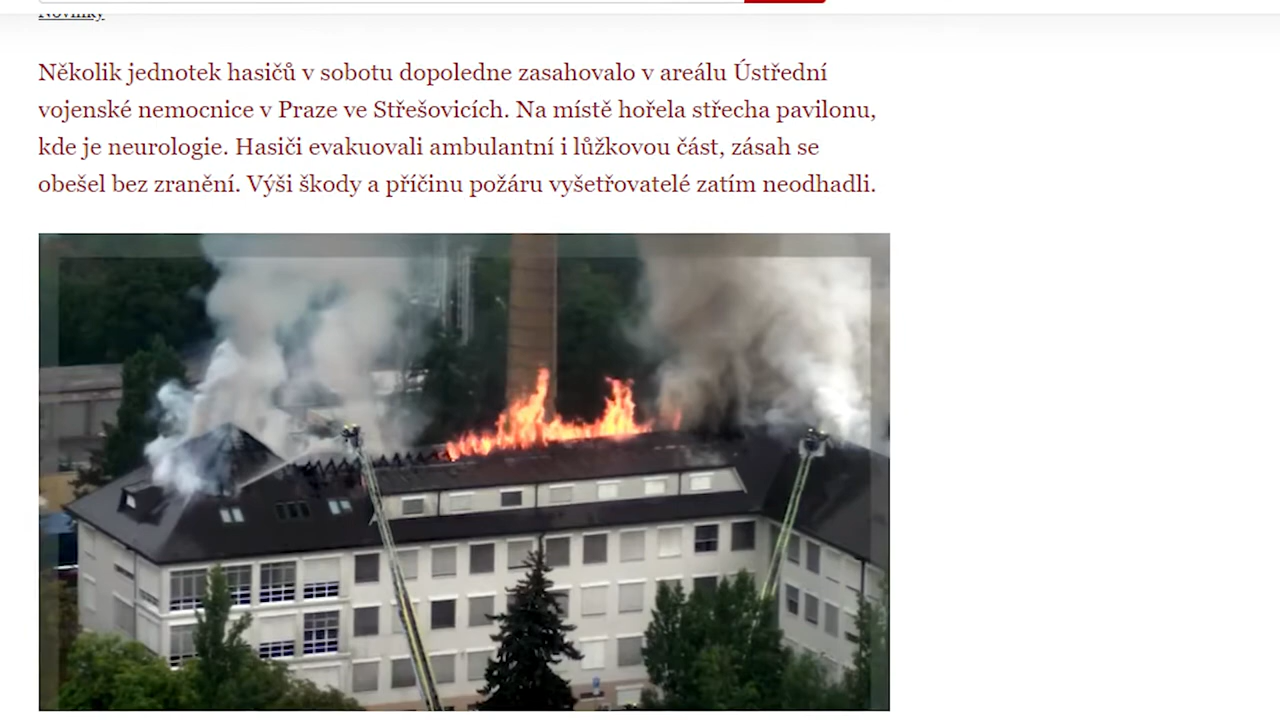 Novinky
Několik jednotek hasičů v sobotu dopoledne zasahovalo v areálu Ústřední
vojenské nemocnice v Praze ve Střešovicích. Na místě hořela střecha pavilonu,
kde je neurologie. Hasiči evakuovali ambulantní i lůžkovou část, zásah se
obešel bez zranění. Výši škody a příčinu požáru vyšetřovatelé zatím neodhadli.